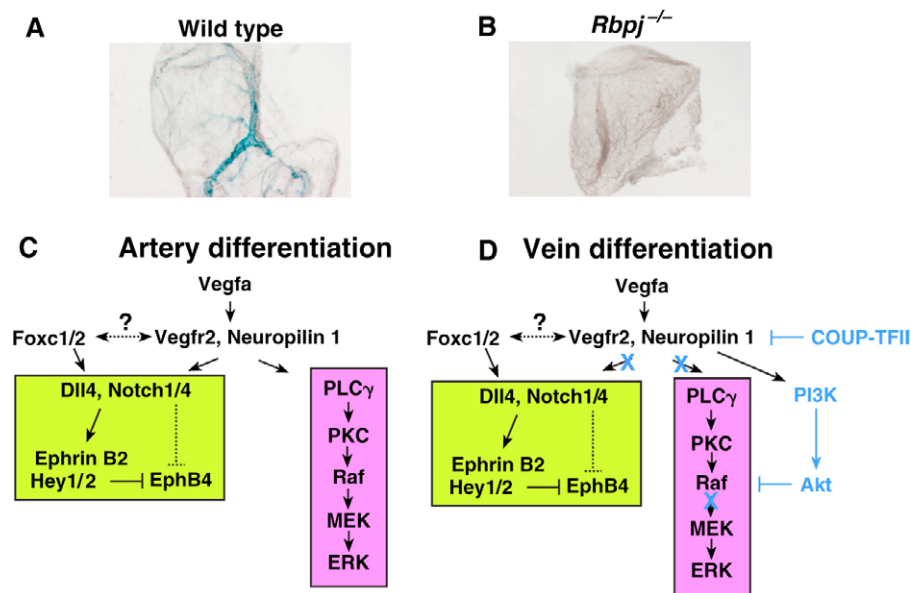 A
Wild type
B
Rbpj–/–
C
Artery differentiation
Vegfa
?
Foxc1/2
Vegfr2, Neuropilin 1
Dll4, Notch1/4
Ephrin B2
Hey1/2
EphB4
PLCγ
PKC
Raf
MEK
ERK
D
Vein differentiation
Vegfa
?
Foxc1/2
Vegfr2, Neuropilin 1
COUP-TFII
X
X
Dll4, Notch1/4
Ephrin B2
Hey1/2
EphB4
PLCγ
PKC
Raf
X
MEK
ERK
PI3K
Akt